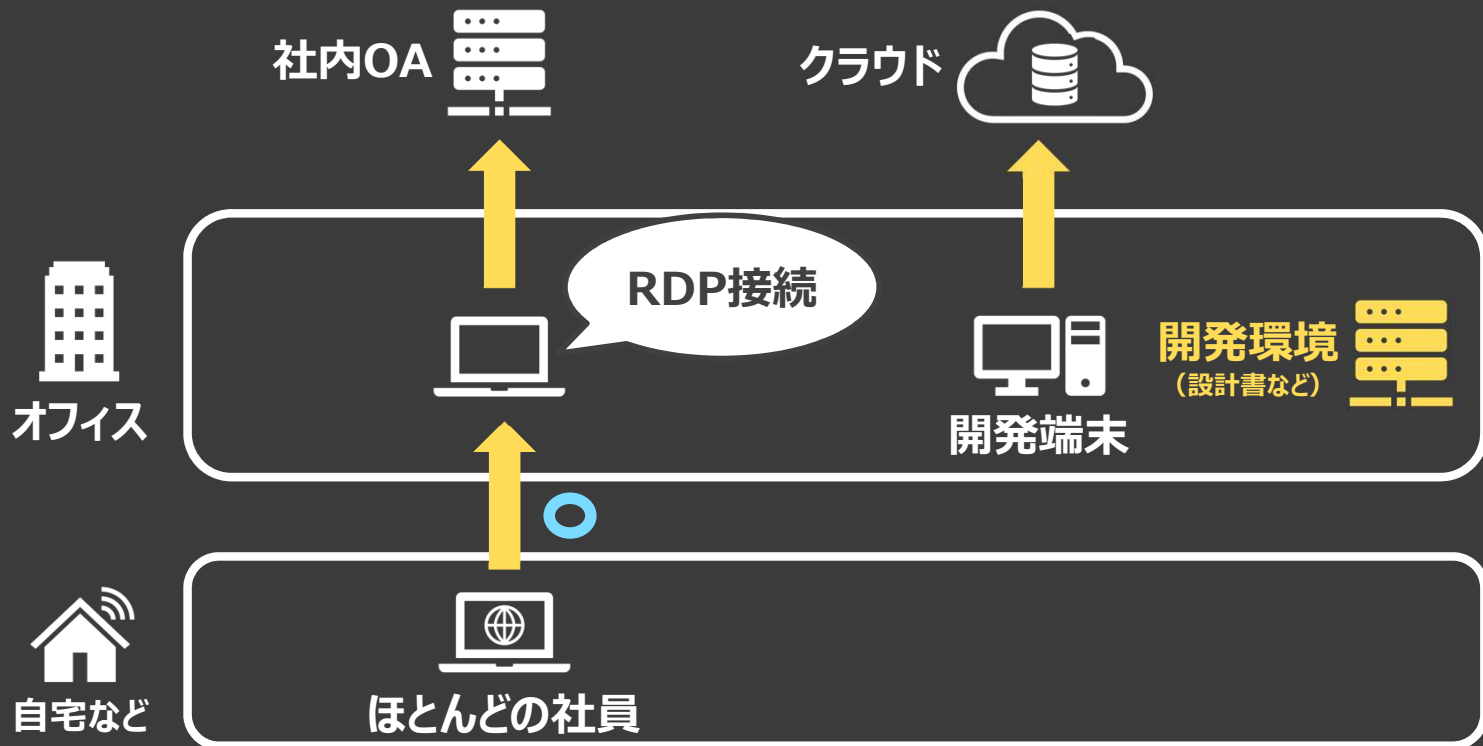 社内OA
クラウド
RDP接続
オフィス
開発端末
開発環境
（設計書など）
自宅など
ほとんどの社員